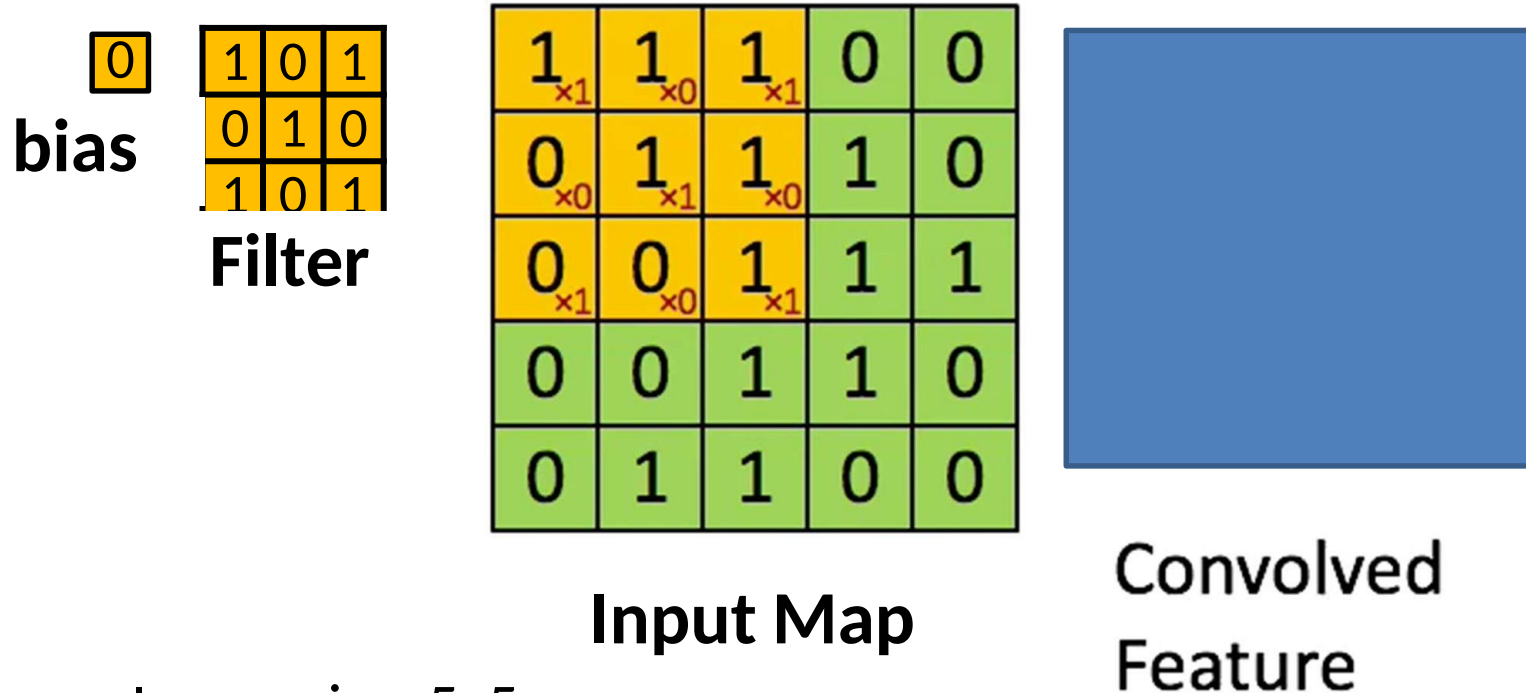 0
bias
1 0 1
0 1 0
1 0 1
Filter
1×1 1×0 1×1 0 0
0×0 1×1 1×0 1 0
0×1 0×0 1×1 1 1
0 0 1 1 0
0 1 1 0 0
Input Map
Convolved
Feature